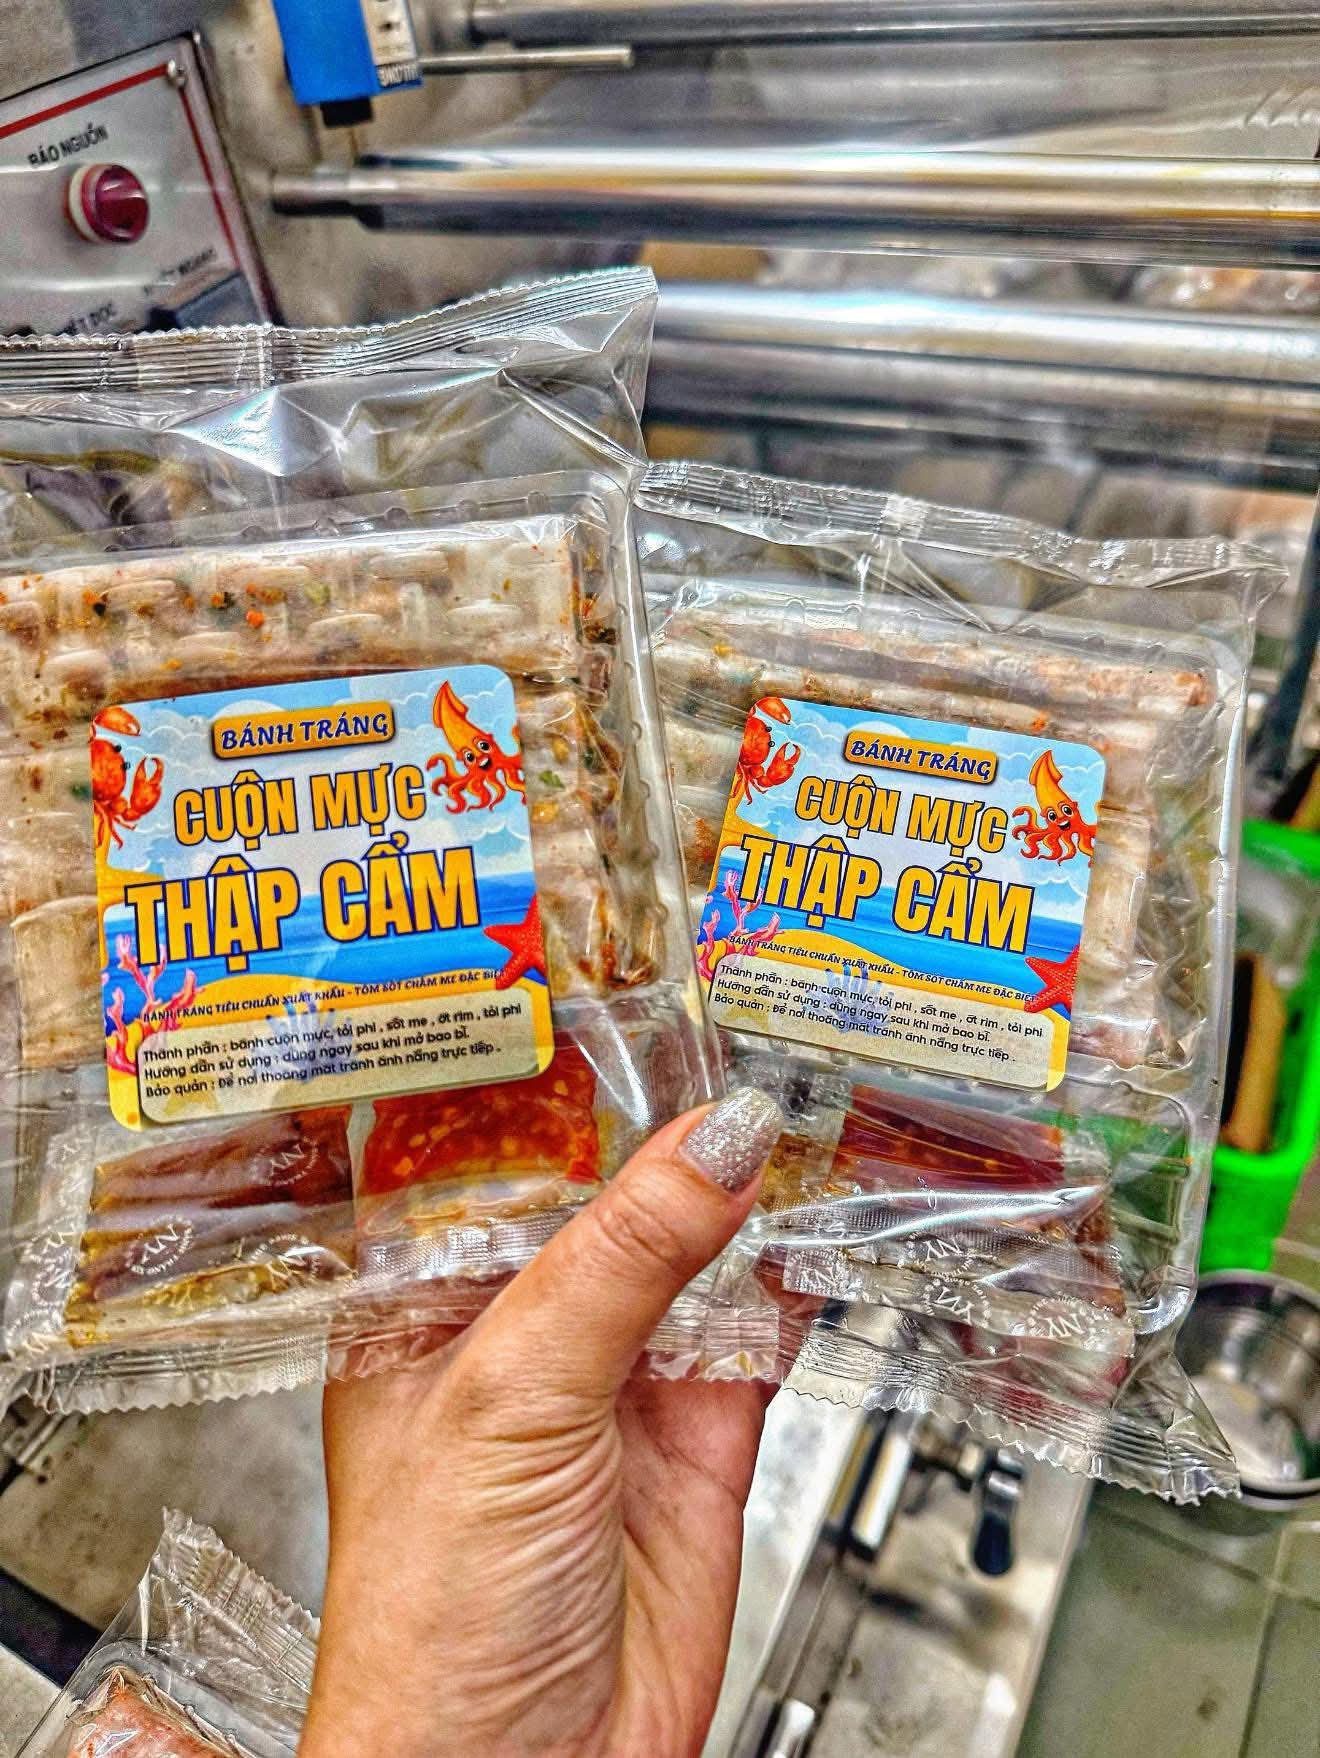 BÁO NGUỒN
BÁNH TRÁNG
CUỘN MỰC
THẬP CẨM
BÁNH TRÁNG TIÊU CHUẨN XUẤT KHẨU - TÔM SỐT CHẤM ME ĐẶC BIỆT
Thành phần : bánh cuộn mực, tỏi phi , sốt me , ớt rim , tỏi phi
Hướng dẫn sử dụng : dùng ngay sau khi mở bao bì.
Bảo quản : Để nơi thoáng mát tránh ánh nắng trực tiếp .
BÁNH TRÁNG
CUỘN MỰC
THẬP CẨM
BÁNH TRÁNG TIÊU CHUẨN XUẤT KHẨU - TÔM SỐT CHẤM ME ĐẶC BIỆT
Thành phần : bánh cuộn mực, tỏi phi , sốt me , ớt rim , tỏi phi
Hướng dẫn sử dụng : dùng ngay sau khi mở bao bì.
Bảo quản : Để nơi thoáng mát tránh ánh nắng trực tiếp .
NY
NY
NY
NY
NY